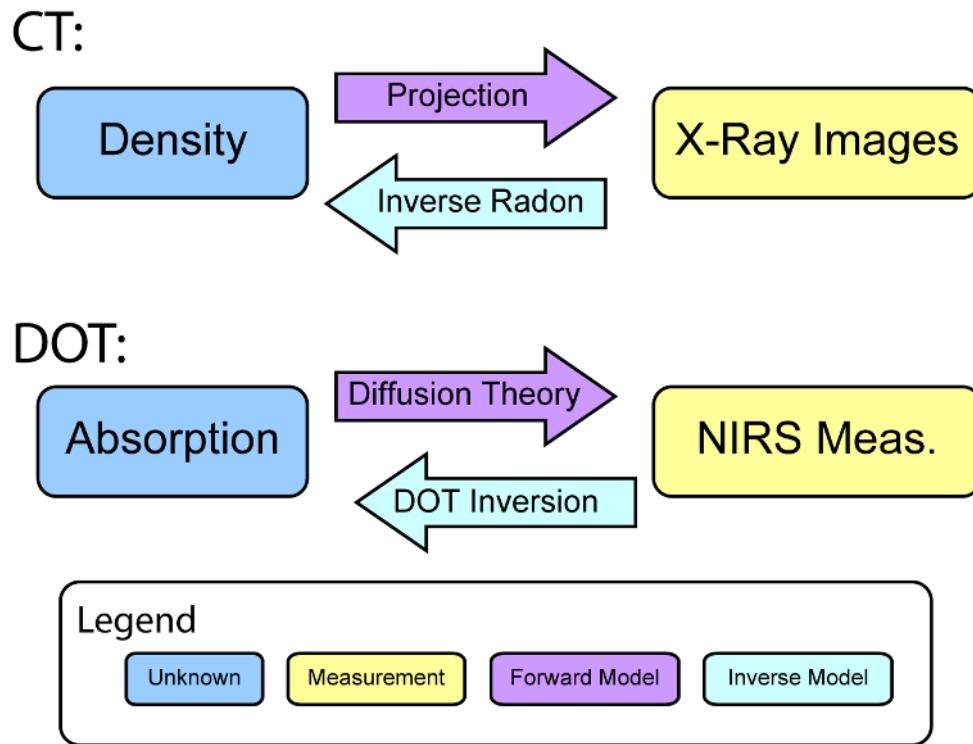 CT:
Density
Projection
X-Ray Images
Inverse Radon
DOT:
Absorption
Diffusion Theory
NIRS Meas.
DOT Inversion
Legend
Unknown
Measurement
Forward Model
Inverse Model